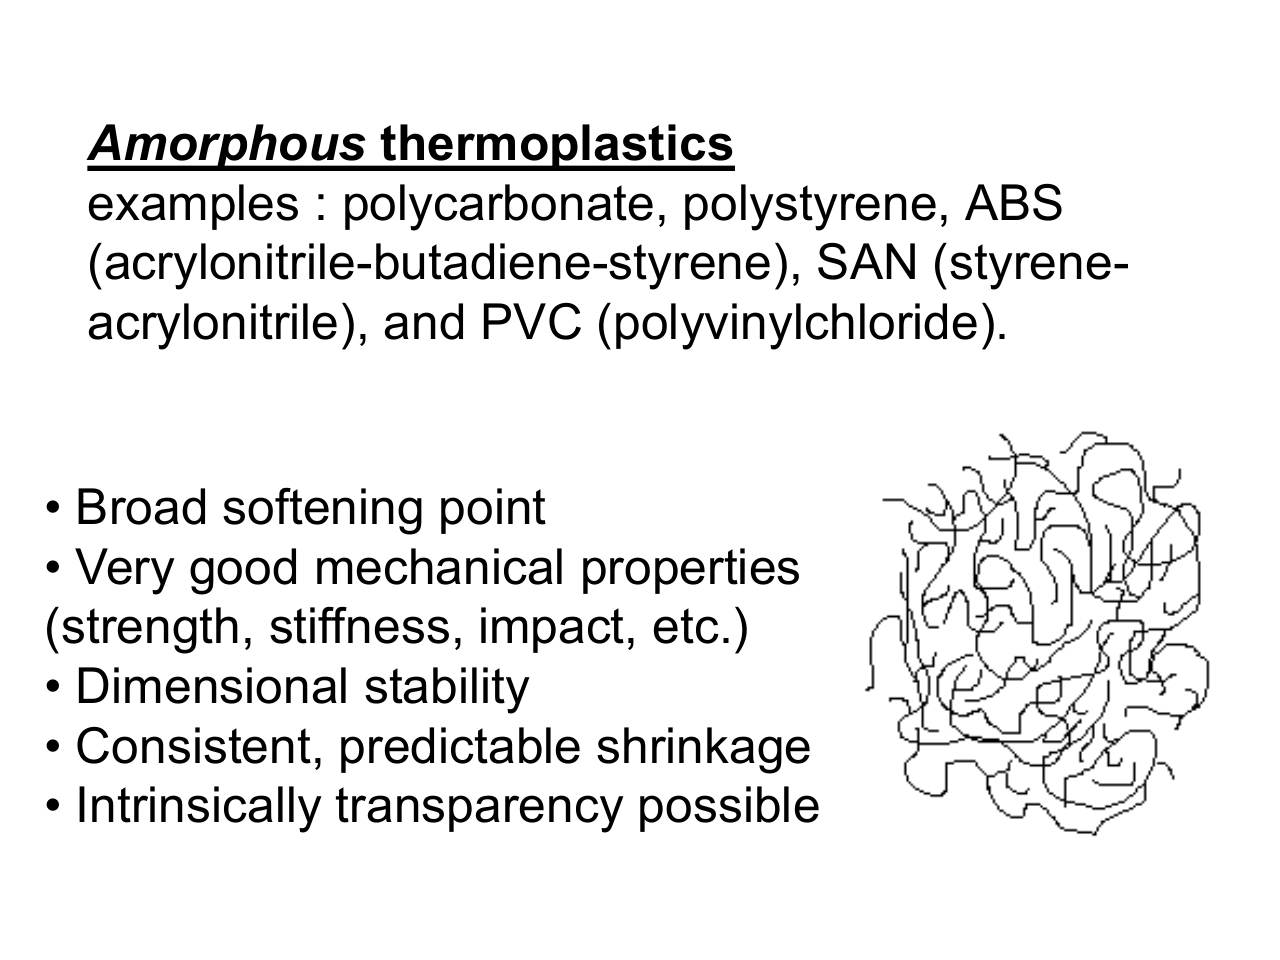 Amorphous thermoplastics
examples : polycarbonate, polystyrene, ABS
(acrylonitrile-butadiene-styrene), SAN (styrene-
acrylonitrile), and PVC (polyvinylchloride).
• Broad softening point
• Very good mechanical properties
(strength, stiffness, impact, etc.)
• Dimensional stability
• Consistent, predictable shrinkage
• Intrinsically transparency possible